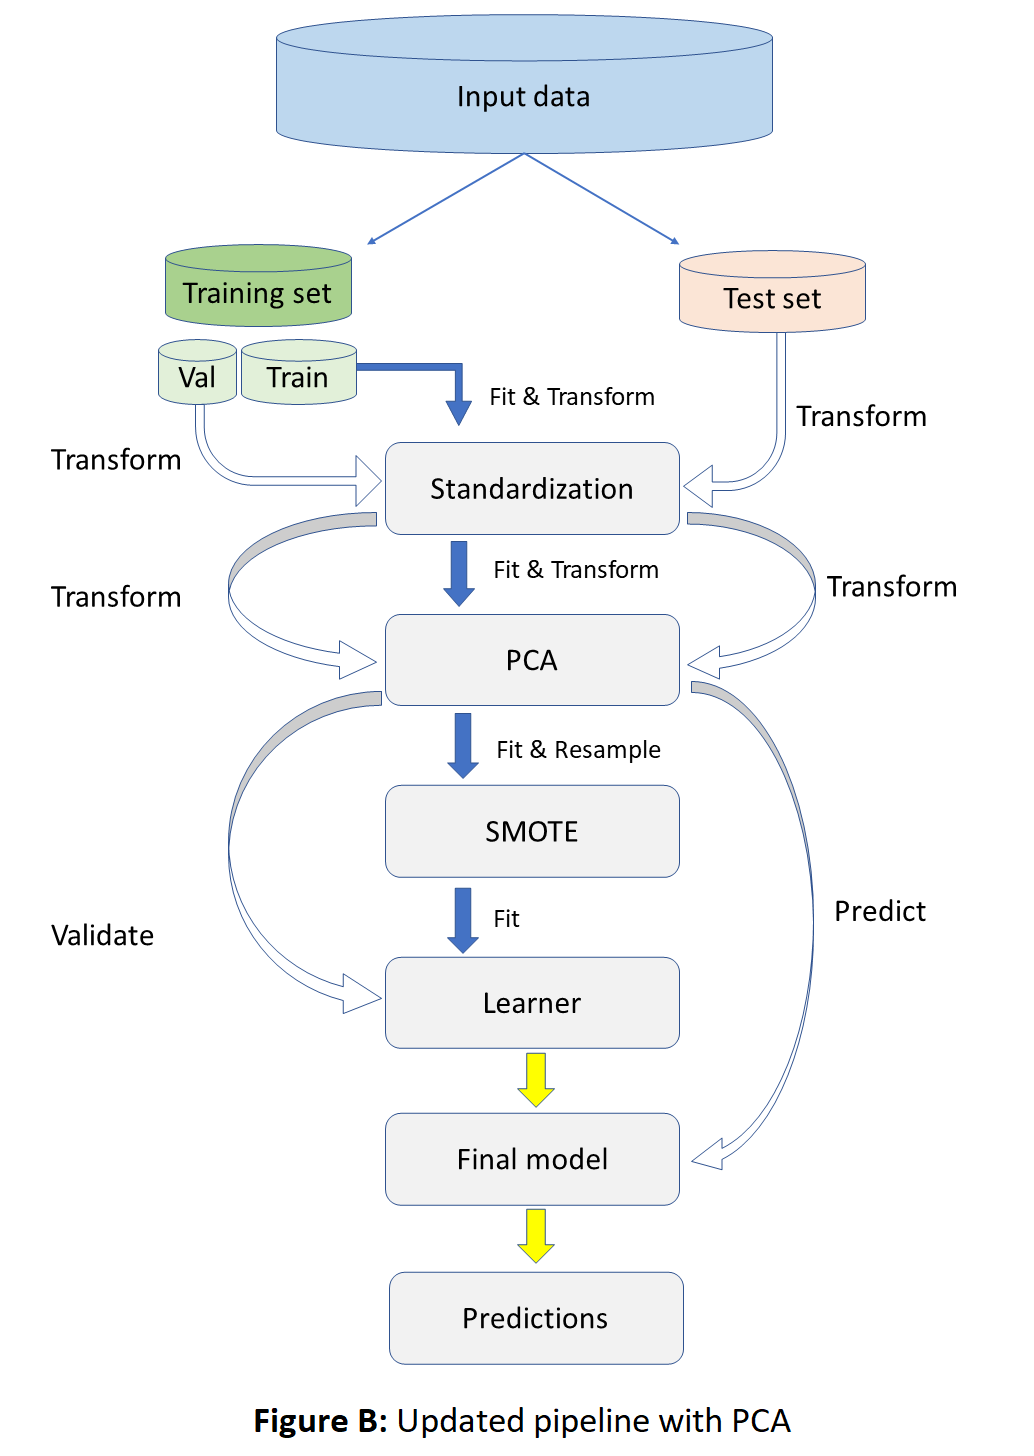 Input data
Training set
Test set
Val
Train
Fit & Transform
Transform
Transform
Standardization
Fit & Transform
Transform
Transform
PCA
Fit & Resample
SMOTE
Fit
Predict
Validate
Learner
Final model
Predictions
Figure B: Updated pipeline with PCA